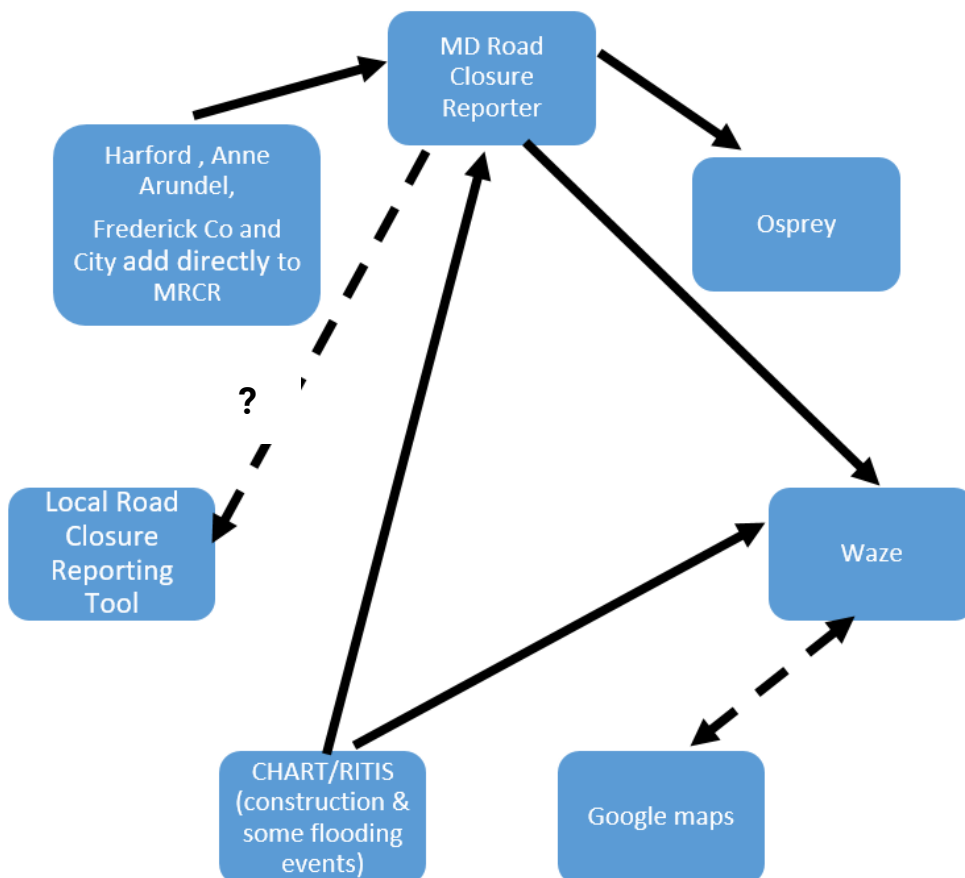 MD Road
Closure
Reporter
Harford , Anne
Arundel,
Frederick Co and
City add directly to
MRCR
Osprey
?
Local Road
Closure
Reporting
Tool
Waze
CHART/RITIS
(construction &
some flooding
events)
Google maps